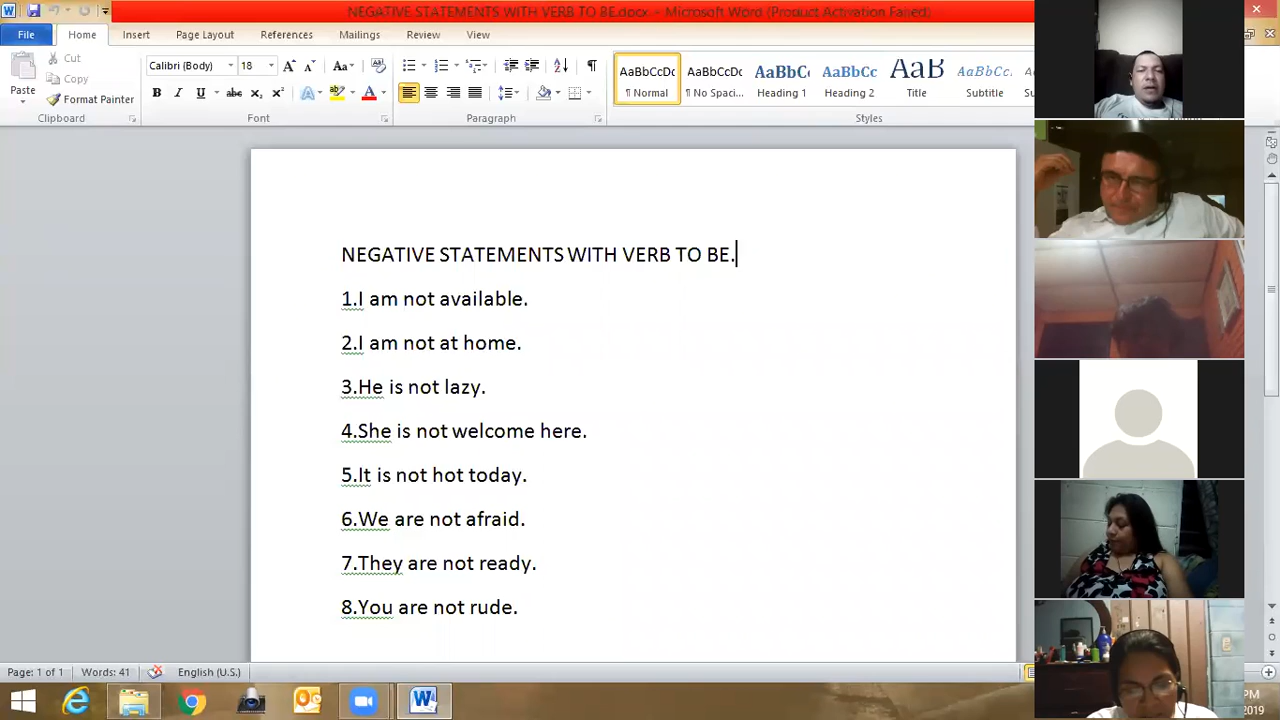 NEGATIVE STATEMENTS WITH VERB TO BE.docx - Microsoft Word (Product Activation Failed)
File Home Insert Page Layout References Mailings Review View
Cut
Copy
Format Painter
Paste
Calibri (Body) 18
AaBbCcDc AaBbCcDc AaBbC AaBbCc AaB AaBbCcDc
¶ Normal ¶ No Spaci... Heading 1 Heading 2 Title Subtitle
Clipboard Font Paragraph Styles
NEGATIVE STATEMENTS WITH VERB TO BE.
1.I am not available.
2.I am not at home.
3.He is not lazy.
4.She is not welcome here.
5.It is not hot today.
6.We are not afraid.
7.They are not ready.
8.You are not rude.
Page: 1 of 1 Words: 41 English (U.S.)
PM
2019